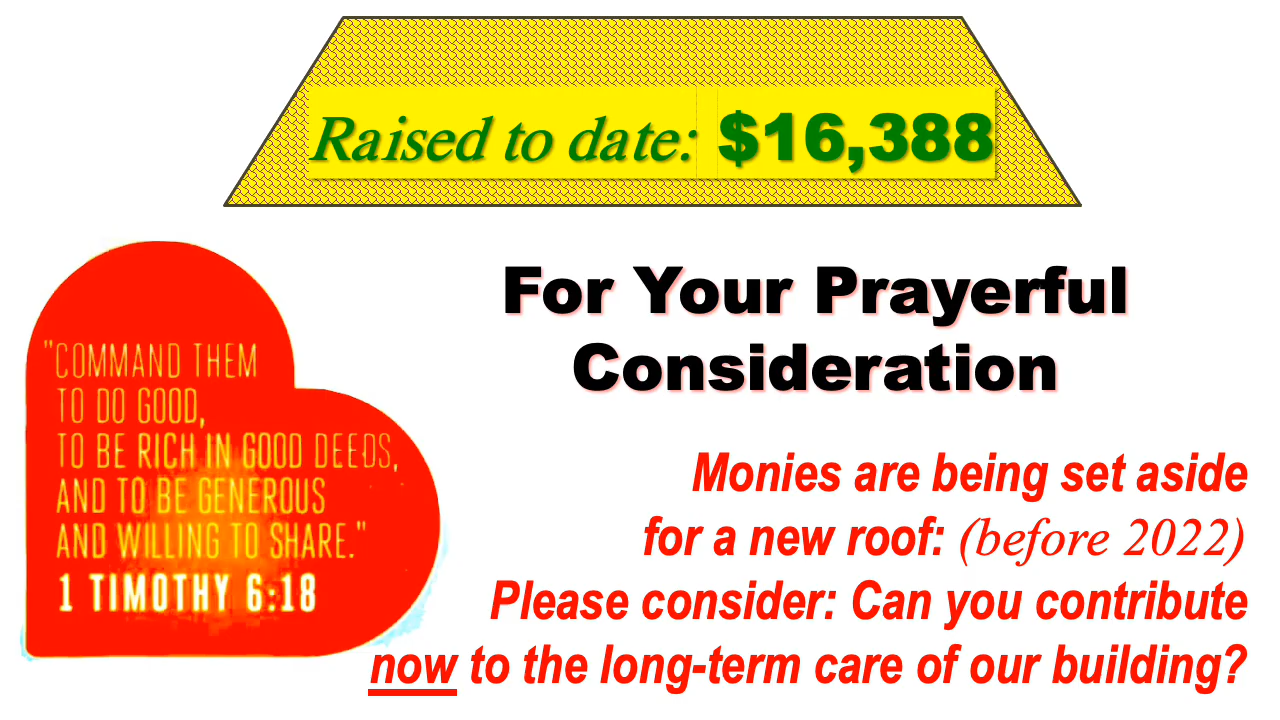 Raised to date: $16,388
For Your Prayerful
Consideration
"COMMAND THEM
TO DO GOOD,
TO BE RICH IN GOOD DEEDS,
AND TO BE GENEROUS
AND WILLING TO SHARE."
1 TIMOTHY 6:18
Monies are being set aside
for a new roof: (before 2022)
Please consider: Can you contribute
now to the long-term care of our building?